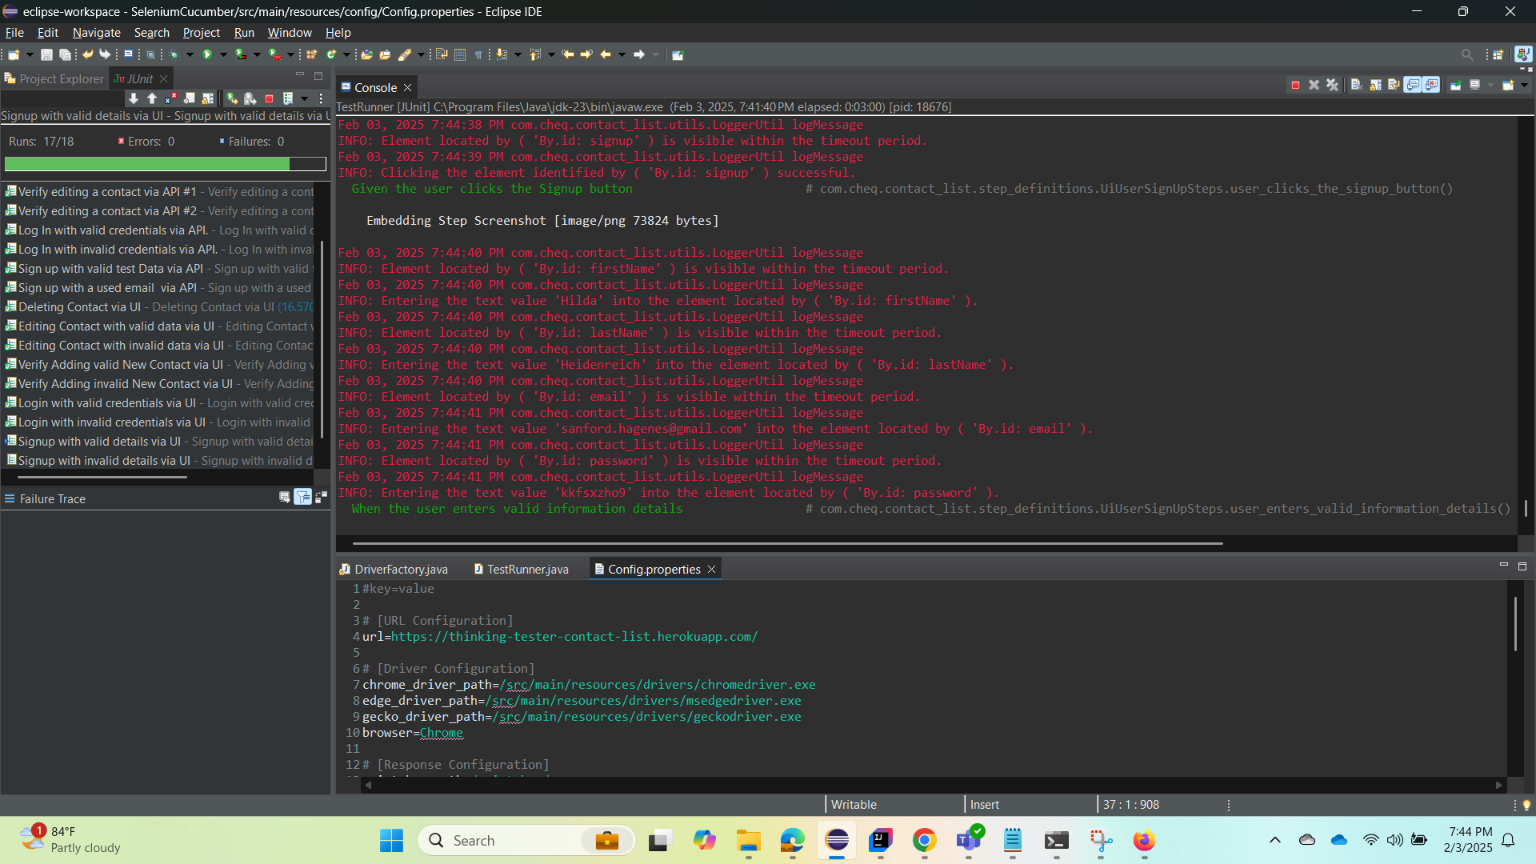 eclipse-workspace - SeleniumCucumber/src/main/resources/config/Config.properties - Eclipse IDE
File Edit Navigate Search Project Run Window Help
Project Explorer JUnit
Signup with valid details via UI - Signup with valid details via U
Runs: 17/18 Errors: 0 Failures: 0
Verify editing a contact via API #1 - Verify editing a cont
Verify editing a contact via API #2 - Verify editing a cont
Log In with valid credentials via API. - Log In with valid c
Log In with invalid credentials via API. - Log In with inva
Sign up with valid test Data via API - Sign up with valid
Sign up with a used email via API - Sign up with a used
Deleting Contact via UI - Deleting Contact via UI (16.570
Editing Contact with valid data via UI - Editing Contact v
Editing Contact with invalid data via UI - Editing Contac
Verify Adding valid New Contact via UI - Verify Adding v
Verify Adding invalid New Contact via UI - Verify Adding
Login with valid credentials via UI - Login with valid cred
Login with invalid credentials via UI - Login with invalid
Signup with valid details via UI - Signup with valid detai
Signup with invalid details via UI - Signup with invalid d
Failure Trace
Console
TestRunner [JUnit] C:\Program Files\Java\jdk-23\bin\javaw.exe (Feb 3, 2025, 7:41:40 PM elapsed: 0:03:00) [pid: 18676]
Feb 03, 2025 7:44:38 PM com.cheq.contact_list.utils.LoggerUtil logMessage
INFO: Element located by ( 'By.id: signup' ) is visible within the timeout period.
Feb 03, 2025 7:44:39 PM com.cheq.contact_list.utils.LoggerUtil logMessage
INFO: Clicking the element identified by ( 'By.id: signup' ) successful.
Given the user clicks the Signup button # com.cheq.contact_list.step_definitions.UiUserSignUpSteps.user_clicks_the_signup_button()
Embedding Step Screenshot [image/png 73824 bytes]
Feb 03, 2025 7:44:40 PM com.cheq.contact_list.utils.LoggerUtil logMessage
INFO: Element located by ( 'By.id: firstName' ) is visible within the timeout period.
Feb 03, 2025 7:44:40 PM com.cheq.contact_list.utils.LoggerUtil logMessage
INFO: Entering the text value 'Hilda' into the element located by ( 'By.id: firstName' ).
Feb 03, 2025 7:44:40 PM com.cheq.contact_list.utils.LoggerUtil logMessage
INFO: Element located by ( 'By.id: lastName' ) is visible within the timeout period.
Feb 03, 2025 7:44:40 PM com.cheq.contact_list.utils.LoggerUtil logMessage
INFO: Entering the text value 'Heidenreich' into the element located by ( 'By.id: lastName' ).
Feb 03, 2025 7:44:40 PM com.cheq.contact_list.utils.LoggerUtil logMessage
INFO: Element located by ( 'By.id: email' ) is visible within the timeout period.
Feb 03, 2025 7:44:41 PM com.cheq.contact_list.utils.LoggerUtil logMessage
INFO: Entering the text value 'sanford.hagenes@gmail.com' into the element located by ( 'By.id: email' ).
Feb 03, 2025 7:44:41 PM com.cheq.contact_list.utils.LoggerUtil logMessage
INFO: Element located by ( 'By.id: password' ) is visible within the timeout period.
Feb 03, 2025 7:44:41 PM com.cheq.contact_list.utils.LoggerUtil logMessage
INFO: Entering the text value 'kkfsxzho9' into the element located by ( 'By.id: password' ).
When the user enters valid information details # com.cheq.contact_list.step_definitions.UiUserSignUpSteps.user_enters_valid_information_details()
DriverFactory.java TestRunner.java Config.properties
1 #key=value
2
3 # [URL Configuration]
4 url=https://thinking-tester-contact-list.herokuapp.com/
5
6 # [Driver Configuration]
7 chrome_driver_path=/src/main/resources/drivers/chromedriver.exe
8 edge_driver_path=/src/main/resources/drivers/msedgedriver.exe
9 gecko_driver_path=/src/main/resources/drivers/geckodriver.exe
10 browser=Chrome
11
12 # [Response Configuration]
Writable Insert 37 : 1 : 908
1 84°F
Partly cloudy
Search
7:44 PM
2/3/2025